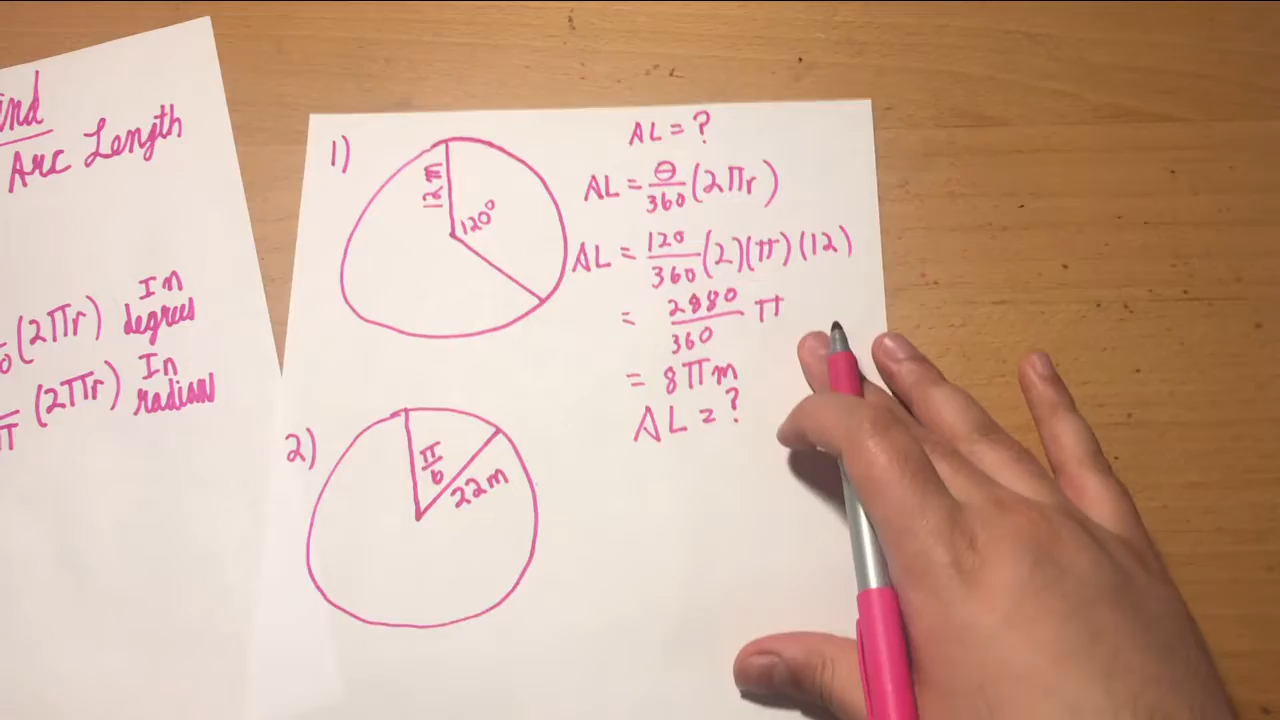 ind
Arc Length
(2πr) In
degrees
(2πr) In
π radian
1)
12m
120°
AL = ?
AL = θ/360 (2πr)
AL = 120/360 (2)(π)(12)
= 2880/360 π
= 8πm
2)
π/6
22m
AL = ?